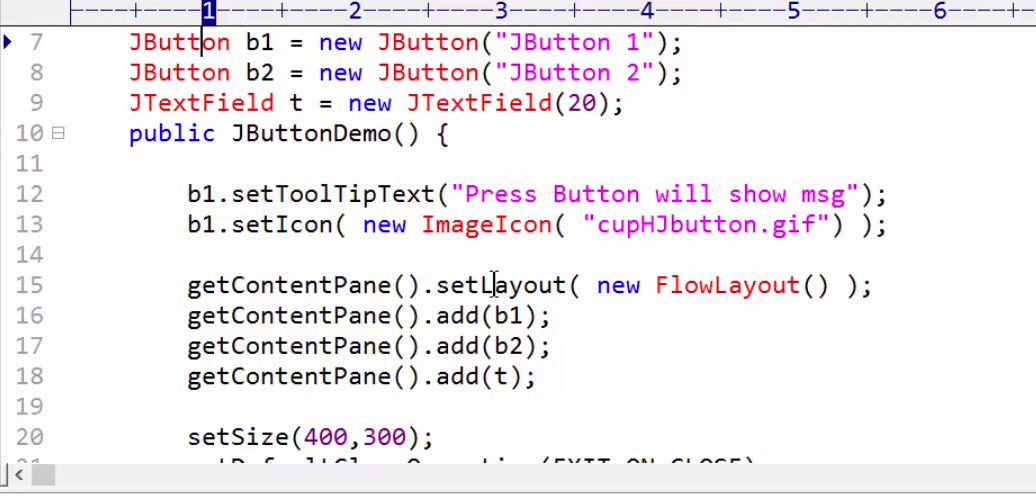 ----+----1----+----2----+----3----+----4----+----5----+----6----+--
7 JButton b1 = new JButton("JButton 1");
8 JButton b2 = new JButton("JButton 2");
9 JTextField t = new JTextField(20);
10 public JButtonDemo() {
11
12 b1.setToolTipText("Press Button will show msg");
13 b1.setIcon( new ImageIcon( "cupHJbutton.gif") );
14
15 getContentPane().setLayout( new FlowLayout() );
16 getContentPane().add(b1);
17 getContentPane().add(b2);
18 getContentPane().add(t);
19
20 setSize(400,300);
21 setDefaultCloseOperation(EXIT_ON_CLOSE)